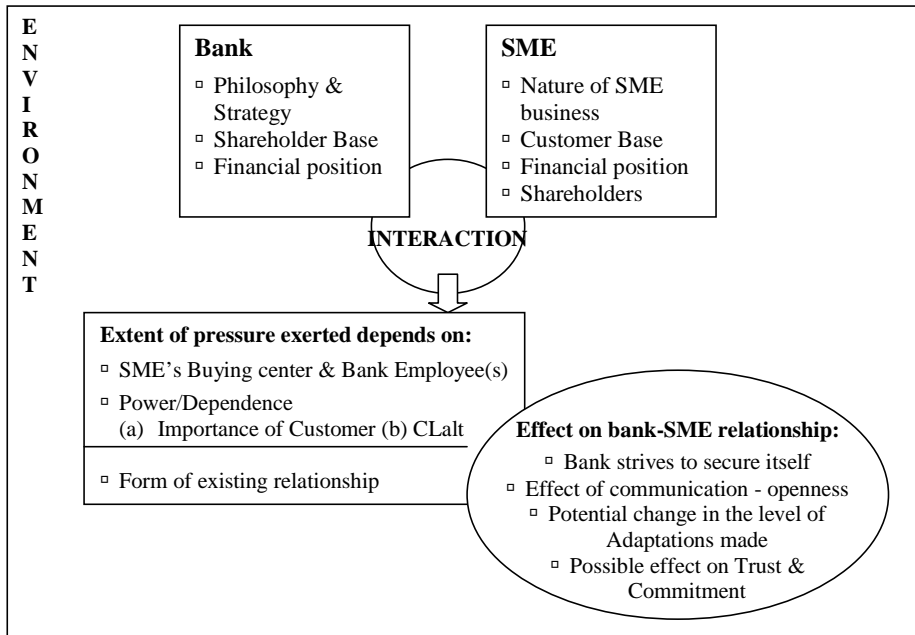 ENVIRONMENT
Bank
▫ Philosophy &
Strategy
▫ Shareholder Base
▫ Financial position
SME
▫ Nature of SME
business
▫ Customer Base
▫ Financial position
▫ Shareholders
INTERACTION
Extent of pressure exerted depends on:
▫ SME's Buying center & Bank Employee(s)
▫ Power/Dependence
(a) Importance of Customer (b) CLalt
▫ Form of existing relationship
Effect on bank-SME relationship:
▫ Bank strives to secure itself
▫ Effect of communication - openness
▫ Potential change in the level of
Adaptations made
▫ Possible effect on Trust &
Commitment